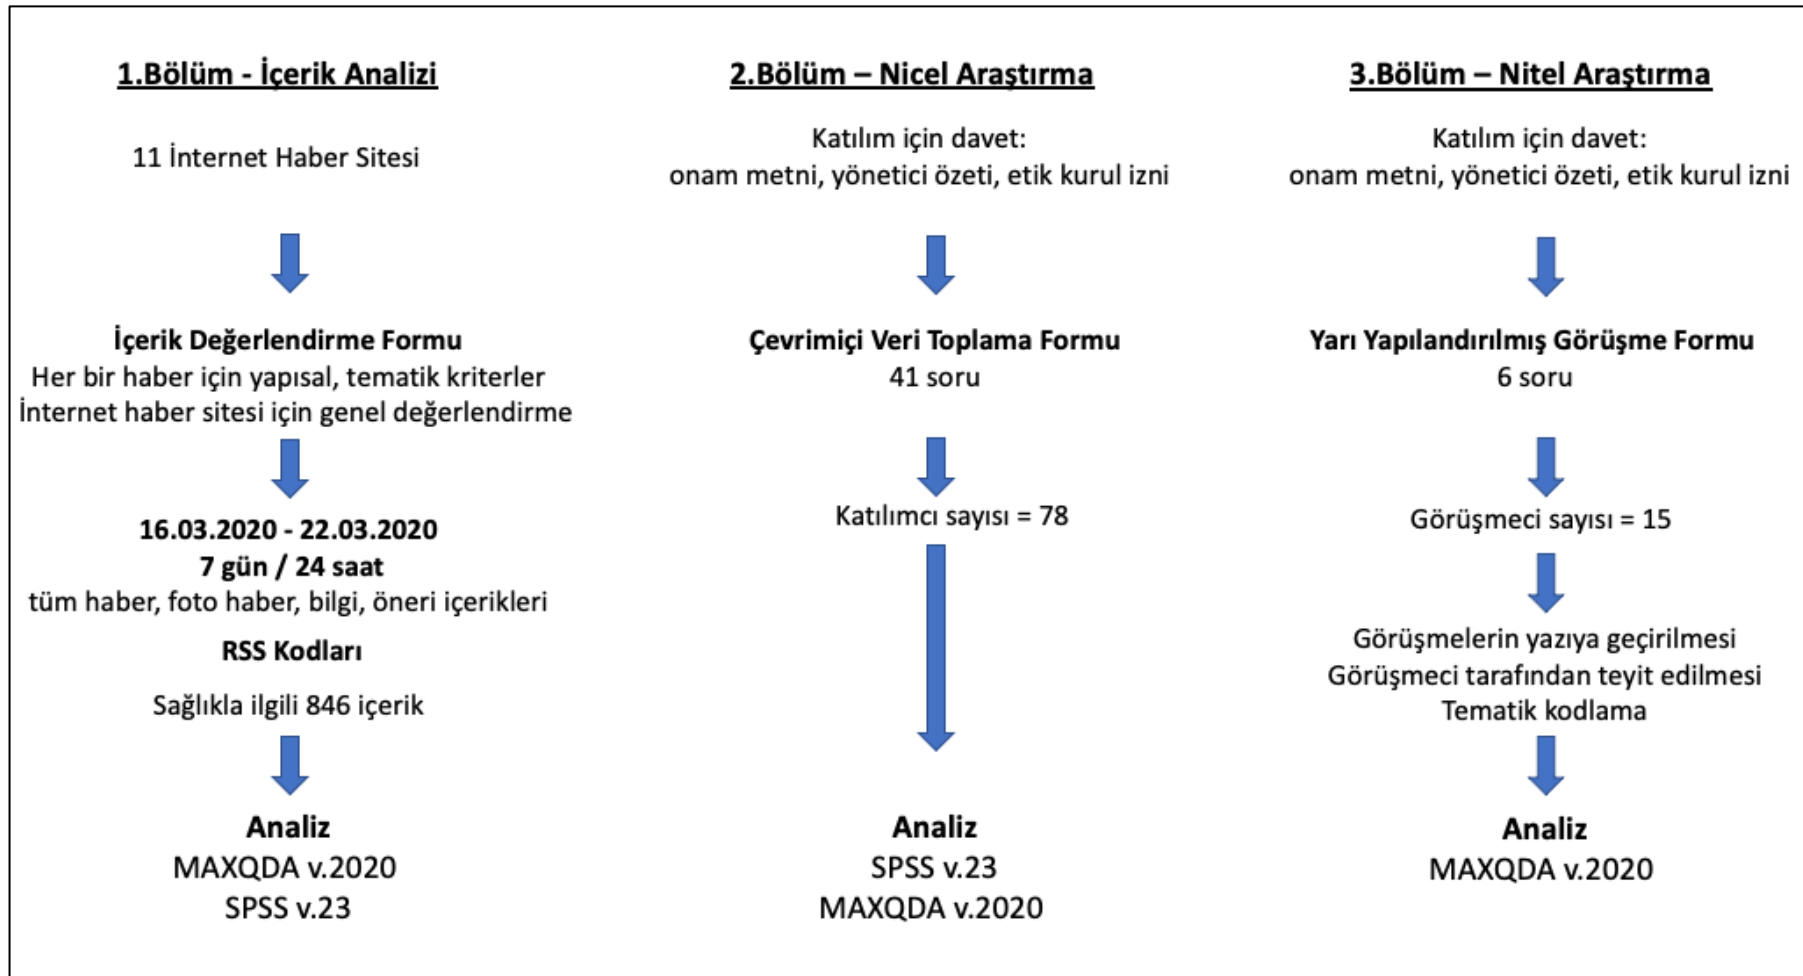 1.Bölüm - İçerik Analizi
11 İnternet Haber Sitesi
İçerik Değerlendirme Formu
Her bir haber için yapısal, tematik kriterler
İnternet haber sitesi için genel değerlendirme
16.03.2020 - 22.03.2020
7 gün / 24 saat
tüm haber, foto haber, bilgi, öneri içerikleri
RSS Kodları
Sağlıkla ilgili 846 içerik
Analiz
MAXQDA v.2020
SPSS v.23
2.Bölüm – Nicel Araştırma
Katılım için davet:
onam metni, yönetici özeti, etik kurul izni
Çevrimiçi Veri Toplama Formu
41 soru
Katılımcı sayısı = 78
Analiz
SPSS v.23
MAXQDA v.2020
3.Bölüm – Nitel Araştırma
Katılım için davet:
onam metni, yönetici özeti, etik kurul izni
Yarı Yapılandırılmış Görüşme Formu
6 soru
Görüşmeci sayısı = 15
Görüşmelerin yazıya geçirilmesi
Görüşmeci tarafından teyit edilmesi
Tematik kodlama
Analiz
MAXQDA v.2020